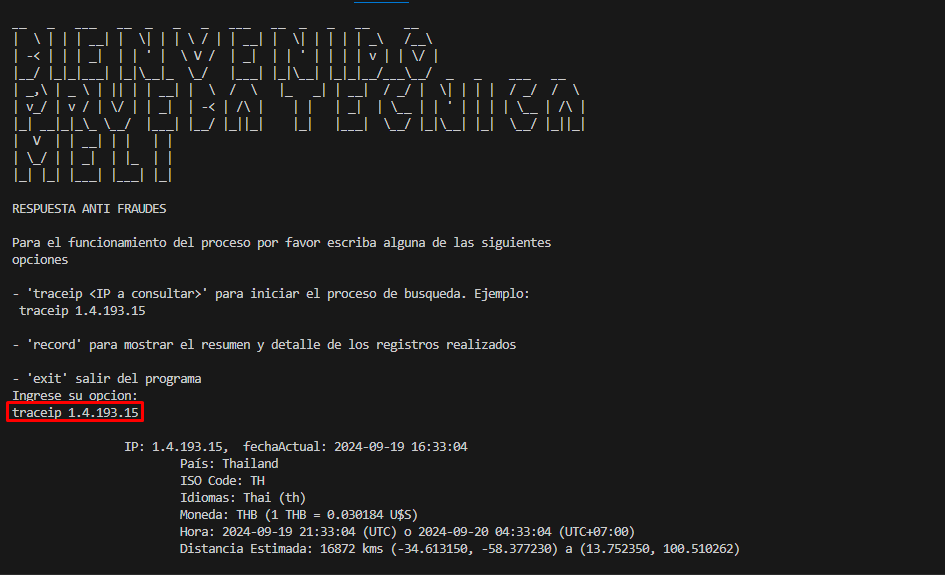 BIENVENIDO
PRUEBA TECNICA
MELI
RESPUESTA ANTI FRAUDES
Para el funcionamiento del proceso por favor escriba alguna de las siguientes
opciones
- 'traceip <IP a consultar>' para iniciar el proceso de busqueda. Ejemplo:
traceip 1.4.193.15
- 'record' para mostrar el resumen y detalle de los registros realizados
- 'exit' salir del programa
Ingrese su opcion:
traceip 1.4.193.15
IP: 1.4.193.15,  fechaActual: 2024-09-19 16:33:04
País: Thailand
ISO Code: TH
Idiomas: Thai (th)
Moneda: THB (1 THB = 0.030184 U$S)
Hora: 2024-09-19 21:33:04 (UTC) o 2024-09-20 04:33:04 (UTC+07:00)
Distancia Estimada: 16872 kms (-34.613150, -58.377230) a (13.752350, 100.510262)